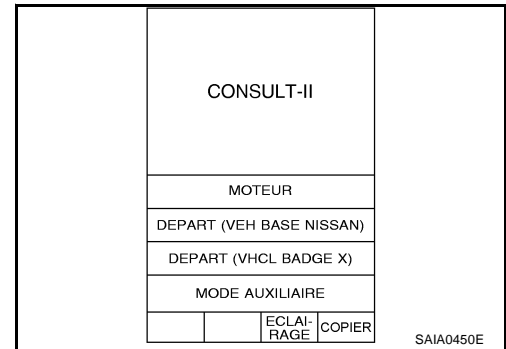 CONSULT-II
MOTEUR
DEPART (VEH BASE NISSAN)
DEPART (VHCL BADGE X)
MODE AUXILIAIRE
ECLAI-
RAGE
COPIER
SAIA0450E